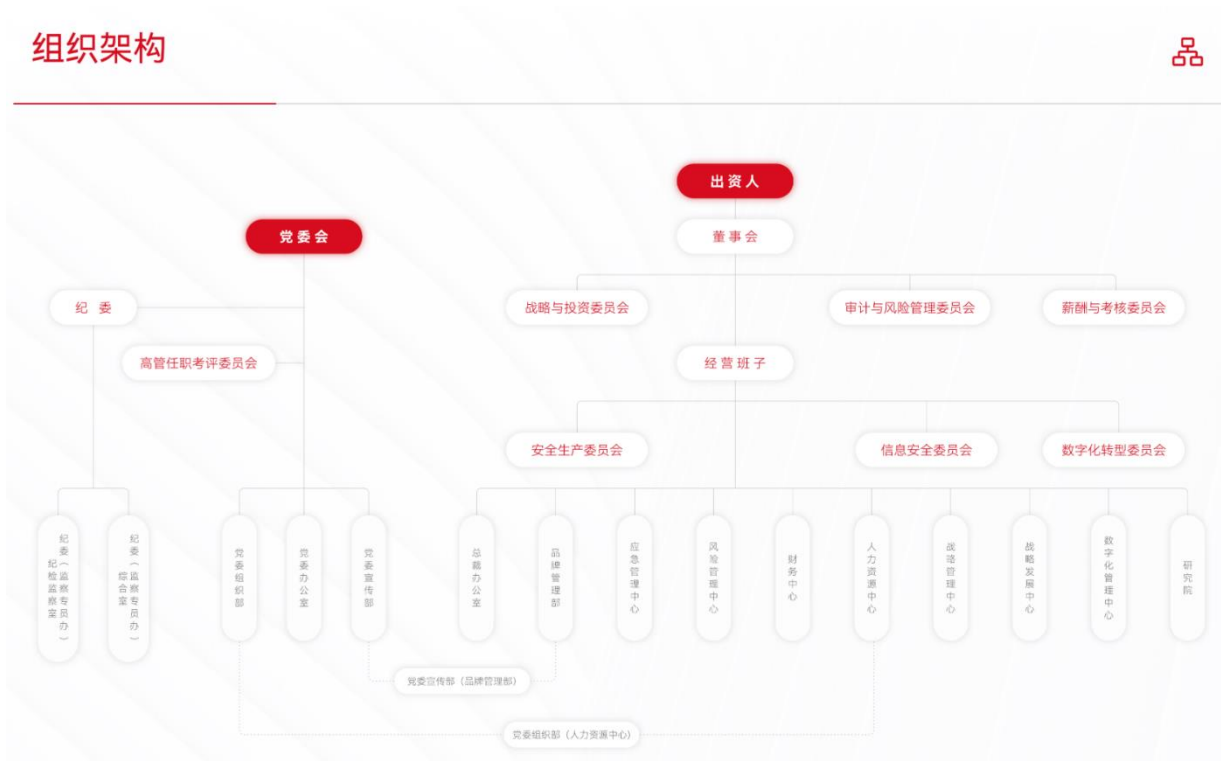 组织架构
出资人
党委会
董事会
纪 委
战略与投资委员会
审计与风险管理委员会
薪酬与考核委员会
高管任职考评委员会
经营班子
安全生产委员会
信息安全委员会
数字化转型委员会
纪委（监察专员办）
纪检监察室
纪委（监察专员办）
综合室
党委组织部
党委办公室
党委宣传部
总裁办公室
品牌管理部
应急管理中心
风险管理中心
财务中心
人力资源中心
战略发展中心
数字化管理中心
研究院
党委宣传部（品牌管理部）
党委组织部（人力资源中心）